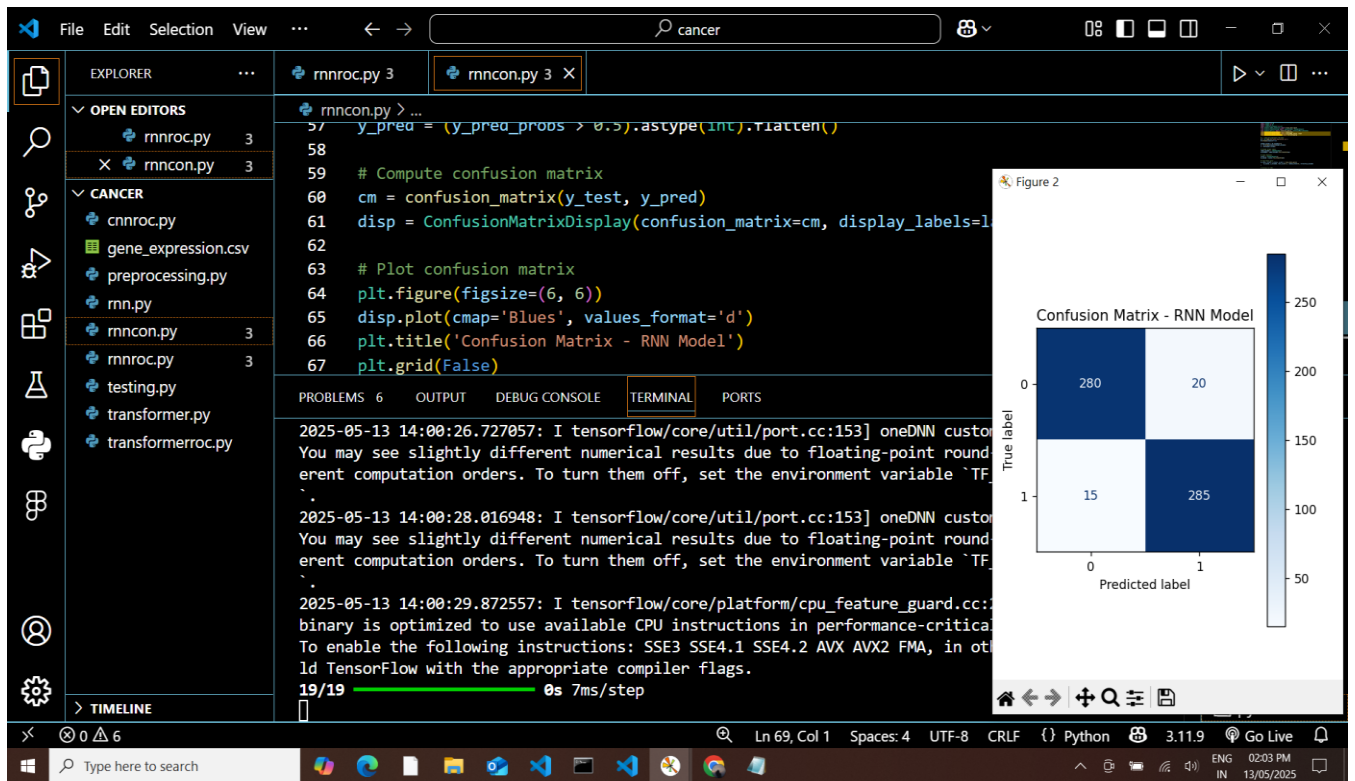 File Edit Selection View ··· cancer
EXPLORER ···
OPEN EDITORS
rnnroc.py 3
rnncon.py 3
CANCER
cnnroc.py
gene_expression.csv
preprocessing.py
rnn.py
rnncon.py 3
rnnroc.py 3
testing.py
transformer.py
transformerroc.py
TIMELINE
rnnroc.py 3 rnncon.py 3
rnncon.py > ...
57 y_pred = (y_pred_probs > 0.5).astype(int).flatten()
58
59 # Compute confusion matrix
60 cm = confusion_matrix(y_test, y_pred)
61 disp = ConfusionMatrixDisplay(confusion_matrix=cm, display_labels=l
62
63 # Plot confusion matrix
64 plt.figure(figsize=(6, 6))
65 disp.plot(cmap='Blues', values_format='d')
66 plt.title('Confusion Matrix - RNN Model')
67 plt.grid(False)
PROBLEMS 6 OUTPUT DEBUG CONSOLE TERMINAL PORTS
2025-05-13 14:00:26.727057: I tensorflow/core/util/port.cc:153] oneDNN custo
You may see slightly different numerical results due to floating-point round-
erent computation orders. To turn them off, set the environment variable `TF_
`.
2025-05-13 14:00:28.016948: I tensorflow/core/util/port.cc:153] oneDNN custo
You may see slightly different numerical results due to floating-point round-
erent computation orders. To turn them off, set the environment variable `TF_
`.
2025-05-13 14:00:29.872557: I tensorflow/core/platform/cpu_feature_guard.cc:
binary is optimized to use available CPU instructions in performance-critica
To enable the following instructions: SSE3 SSE4.1 SSE4.2 AVX AVX2 FMA, in ot
ld TensorFlow with the appropriate compiler flags.
19/19 0s 7ms/step
Figure 2
Confusion Matrix - RNN Model
True label
0
280 20
1
15 285
0 1
Predicted label
250
200
150
100
50
0 6 Ln 69, Col 1 Spaces: 4 UTF-8 CRLF {} Python 3.11.9 Go Live
Type here to search
ENG 02:03 PM
IN 13/05/2025